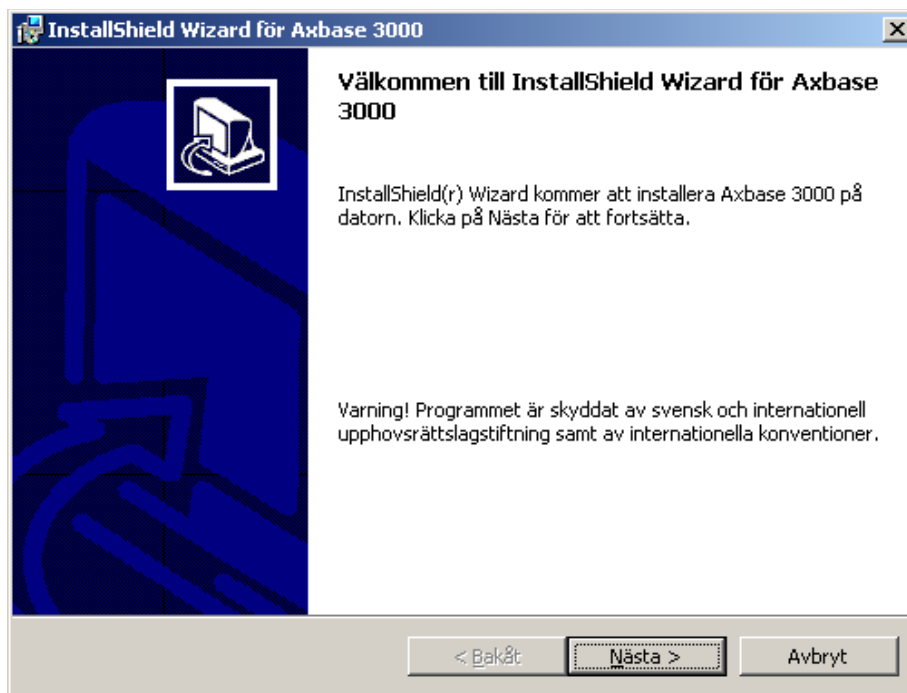 InstallShield Wizard för Axbase 3000
Välkommen till InstallShield Wizard för Axbase
3000
InstallShield(r) Wizard kommer att installera Axbase 3000 på
datorn. Klicka på Nästa för att fortsätta.
Varning! Programmet är skyddat av svensk och internationell
upphovsrättslagstiftning samt av internationella konventioner.
< Bakåt
Nästa >
Avbryt